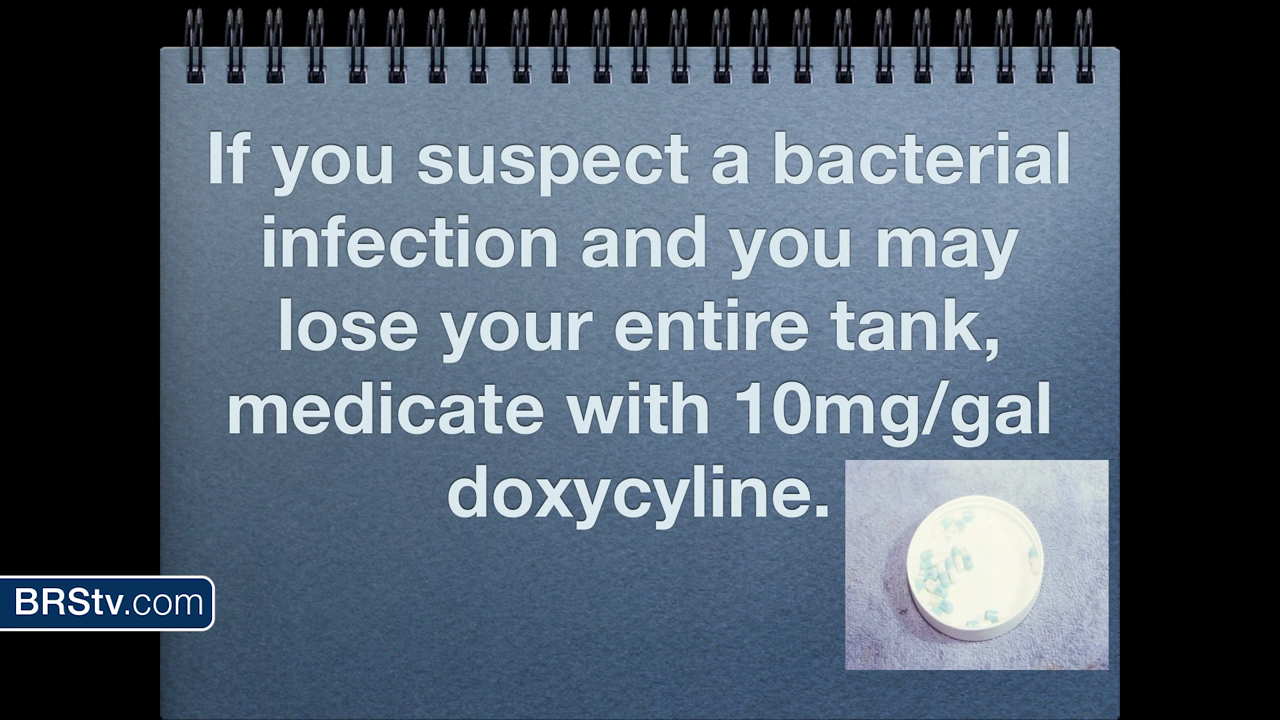 If you suspect a bacterial
infection and you may
lose your entire tank,
medicate with 10mg/gal
doxycyline.
BRStv.com